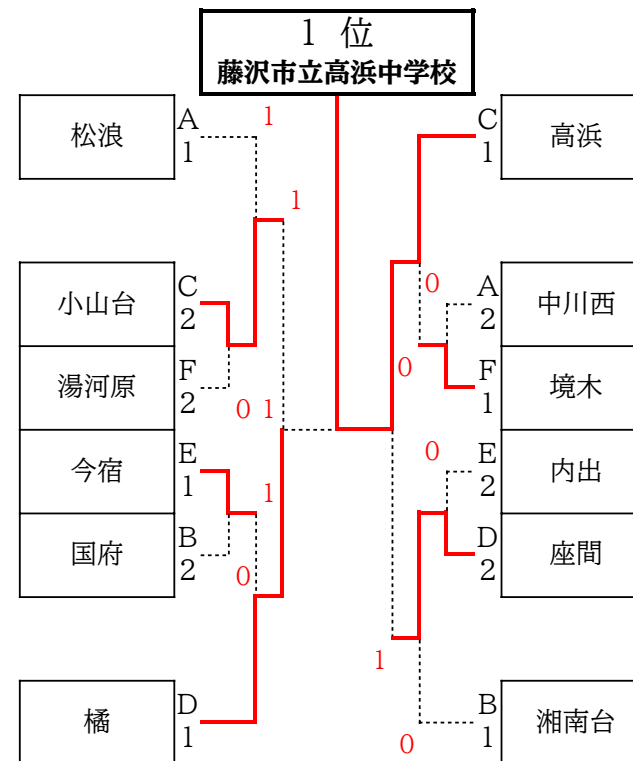 1 位
藤沢市立高浜中学校
松浪
A
1
1
C
1
高浜
1
小山台
C
2
0
A
2
中川西
湯河原
F
2
0 1
0
F
1
境木
今宿
E
1
1
0
E
2
内出
国府
B
2
0
D
2
座間
1
橘
D
1
0
B
1
湘南台